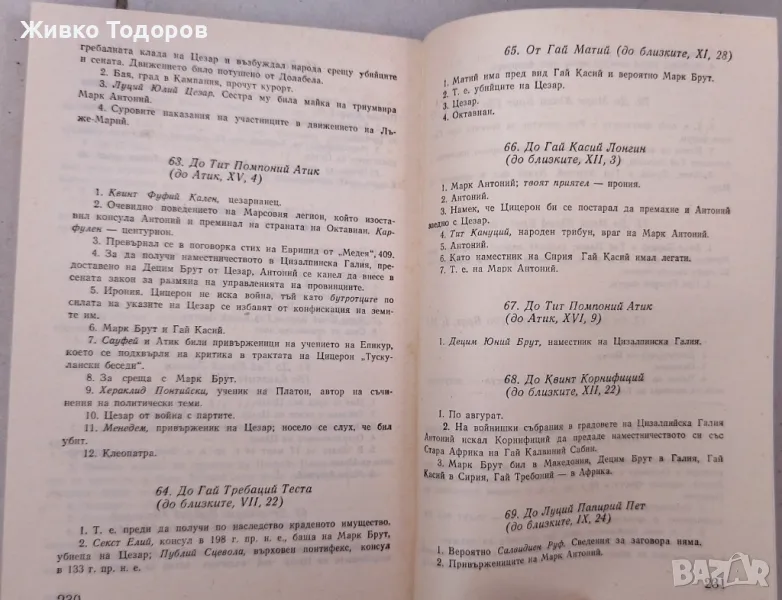 Живко Тодоров
гребалната клада на Цезар и възбуждал народа срещу убийците
и сената. Движението било потушено от Долабела.
2. Бая, град в Кампания, прочут курорт.
3. Луций Юлий Цезар, Сестра му била майка на триумвира
Марк Антоний.
4. Суровите наказания на участниците в движението на Лъ-
же-Марий.
63. До Тит Помпоний Атик
(до Атик, XV, 4)
1. Квинт Фуфий Кален, цезарианец.
2. Очевидно поведението на Марсовия легион, който изоста-
вил консула Антоний и преминал на страната на Октавиан. Кар-
фулен — центурион.
3. Превърнал се в поговорка стих на Еврипид от „Медея“, 409.
4. За да получи наместничеството в Цизалпинска Галия, пре-
доставено на Децим Брут от Цезар, Антоний се канел да внесе в
сената закон за размяна на управленията на провинциите.
5. Ирония. Цицерон не иска война, тъй като бутротците по
силата на указите на Цезар се избавят от конфискация на земи-
те им.
6. Марк Брут и Гай Касий.
7. Сауфей и Атик били привърженици на учението на Епикур,
което се подхвърля на критика в трактата на Цицерон „Туску-
лански беседи“.
8. За среща с Марк Брут.
9. Хераклид Понтийски, ученик на Платон, автор на съчи-
нения на политически теми.
10. Цезар от война с партите.
11. Менедем, привърженик на Цезар; носело се слух, че бил
убит.
12. Клеопатра.
64. До Гай Требаций Теста
(до близките, VII, 22)
1. Т. е. преди да получи по наследство краденото имущество.
2. Секст Елий, консул в 198 г. пр. н. е., баща на Марк Брут,
убиеца на Цезар; Публий Сцевола, върховен понтифекс, консул
в 133 г. пр. н. е.
230
65. От Гай Матий (до близките, XI, 28)
1. Матий има пред вид Гай Касий и вероятно Марк Брут.
2. Т. е. убийците на Цезар.
3. Цезар.
4. Октавиан.
66. До Гай Касий Лонгин
(до близките, XII, 3)
1. Марк Антоний; твоят приятел — ирония.
2. Антоний.
3. Намек, че Цицерон би се постарал да премахне и Антоний
заедно с Цезар.
4. Тит Кануций, народен трибун, враг на Марк Антоний.
5. Антоний.
6. Като наместник на Сирия Гай Касий имал легати.
7. Т. е. на Марк Антоний.
67. До Тит Помпоний Атик
(до Атик, XVI, 9)
1. Децим Юний Брут, наместник на Цизалпинска Галия.
68. До Квинт Корнифиций
(до близките, XII, 22)
1. По авгурат.
2. На войнишки събрания в градовете на Цизалпийска Галия
Антоний искал Корнифиций да предаде наместничеството си със
Стара Африка на Гай Калвиний Сабин.
3. Марк Брут бил в Македония, Децим Брут в Галия, Гай
Касий в Сирия, Гай Требоний — в Африка.
69. До Луций Папирий Пет
(до близките, IX, 24)
1. Вероятно Салвидиен Руф. Сведения за заговора няма.
2. Привържениците на Марк Антоний.
231
BAZAR